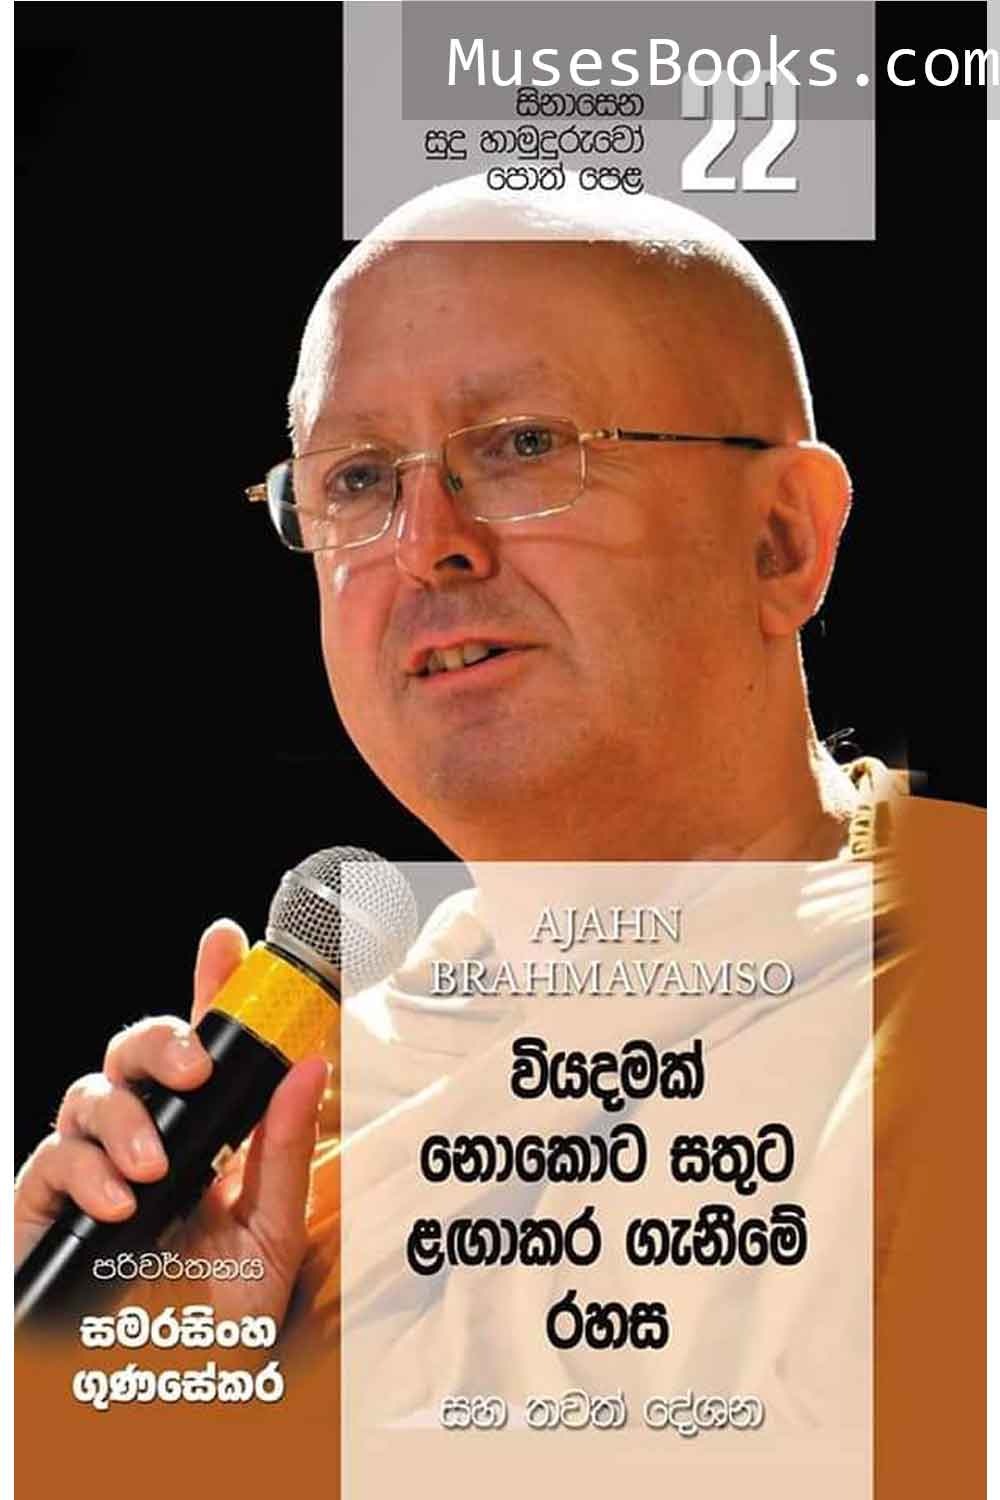 MusesBooks.com
සිනාසෙන
සුදු හාමුදුරුවෝ
පොත් පෙළ
22
AJAHN
BRAHMAVAMSO
වියදමක්
නොකොට සතුට
ළඟාකර ගැනීමේ
රහස
සහ තවත් දේශන
පරිවර්තනය
සමරසිංහ
ගුණසේකර